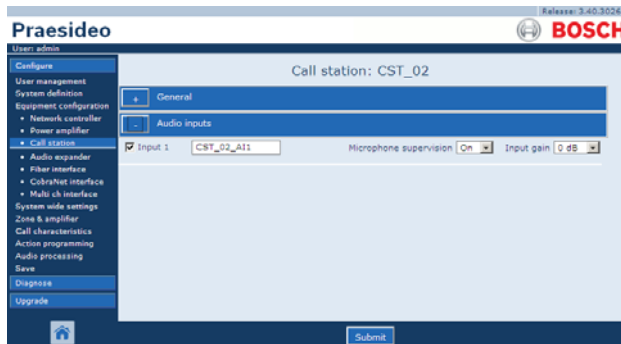 Release: 3.40.3026
Praesideo
BOSCH
User: admin
Configure
User management
System definition
Equipment configuration
• Network controller
• Power amplifier
• Call station
• Audio expander
• Fiber interface
• CobraNet interface
• Multi ch interface
System wide settings
Zone & amplifier
Call characteristics
Action programming
Audio processing
Save
Diagnose
Upgrade
Call station: CST_02
+ General
- Audio inputs
Input 1 CST_02_AI1 Microphone supervision On Input gain 0 dB
Submit